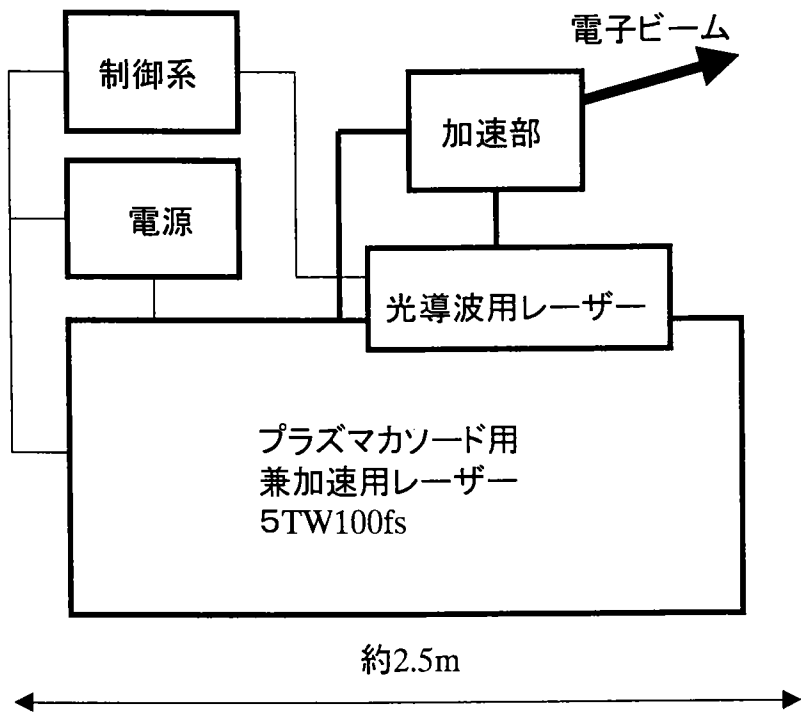 電子ビーム
制御系
加速部
電源
光導波用レーザー
プラズマカソード用
兼加速用レーザー
5TW100fs
約2.5m